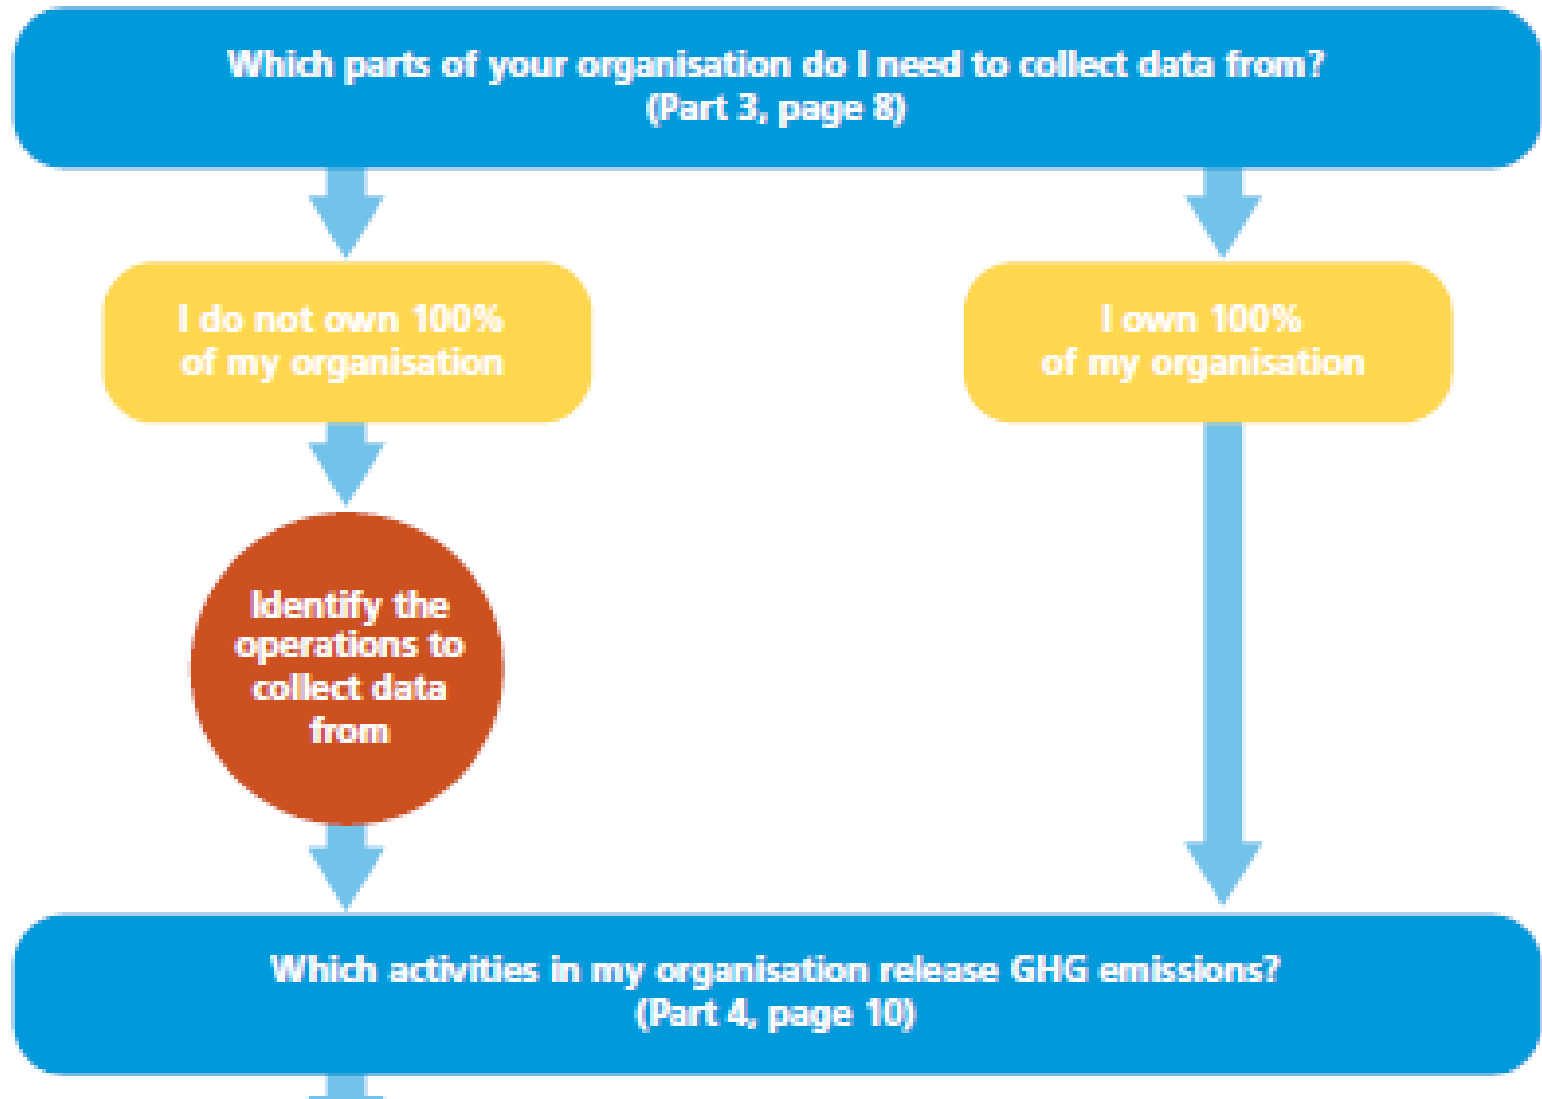 Which parts of your organisation do I need to collect data from?
(Part 3, page 8)
I do not own 100%
of my organisation
I own 100%
of my organisation
Identify the
operations to
collect data
from
Which activities in my organisation release GHG emissions?
(Part 4, page 10)